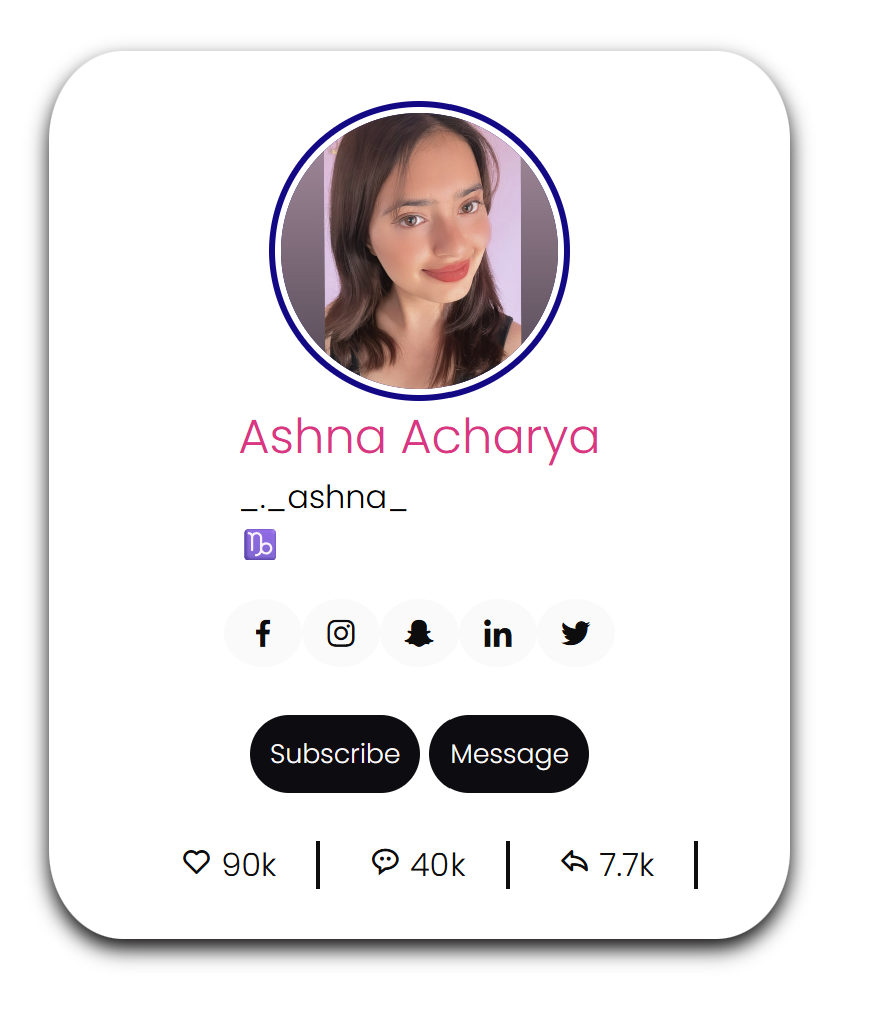 Ashna Acharya
_._ashna_
♑
Subscribe Message
90k 40k 7.7k